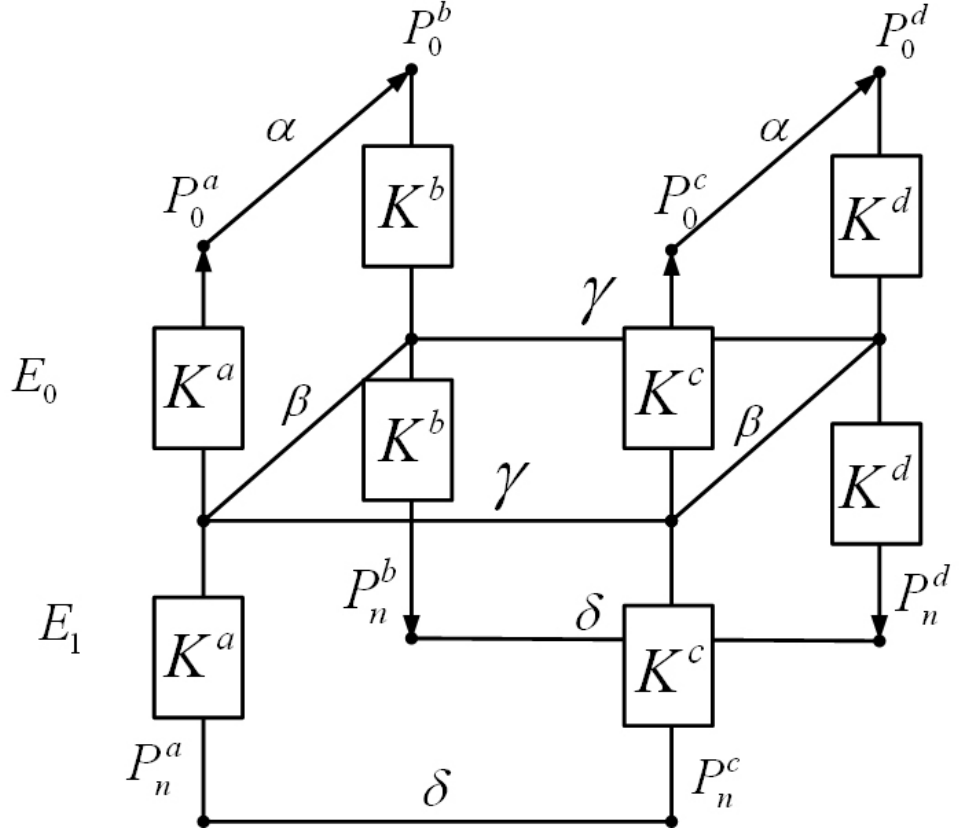 P_0^b P_0^d
α α
P_0^a K^b P_0^c K^d
γ
E_0 K^a β K^b K^c β K^d
γ
P_n^b P_n^d
E_1 K^a δ K^c
P_n^a P_n^c
δ